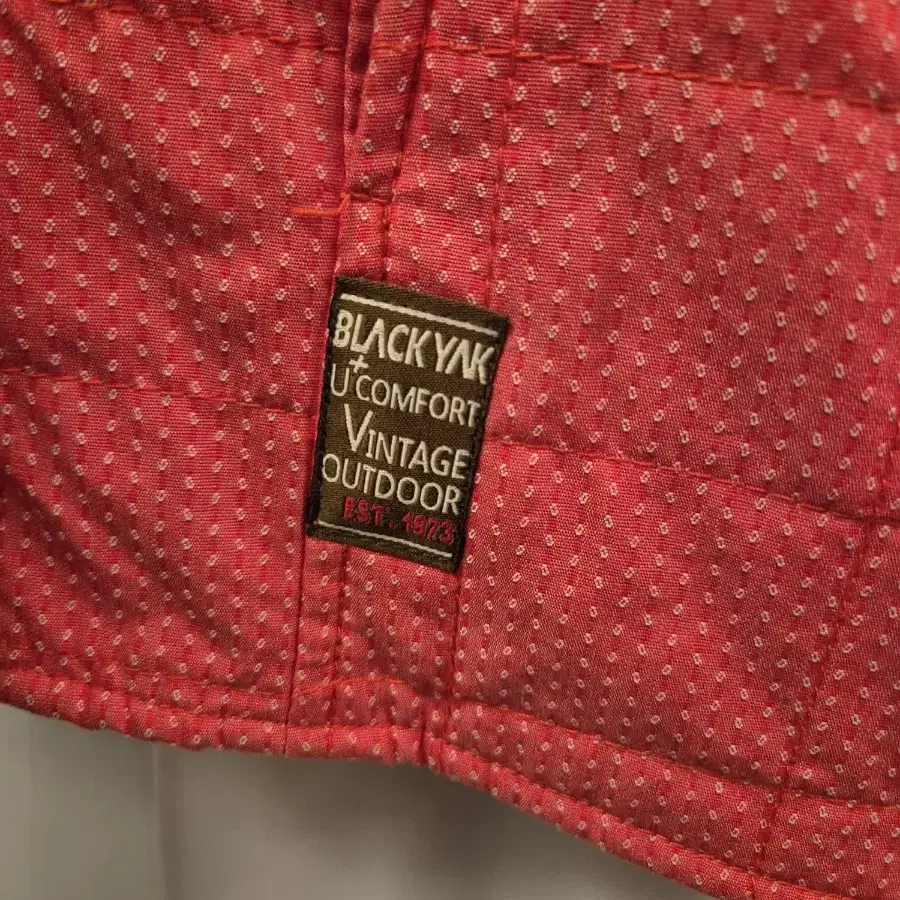 BLACKYAK
+
U'COMFORT
VINTAGE
OUTDOOR
EST. 1973